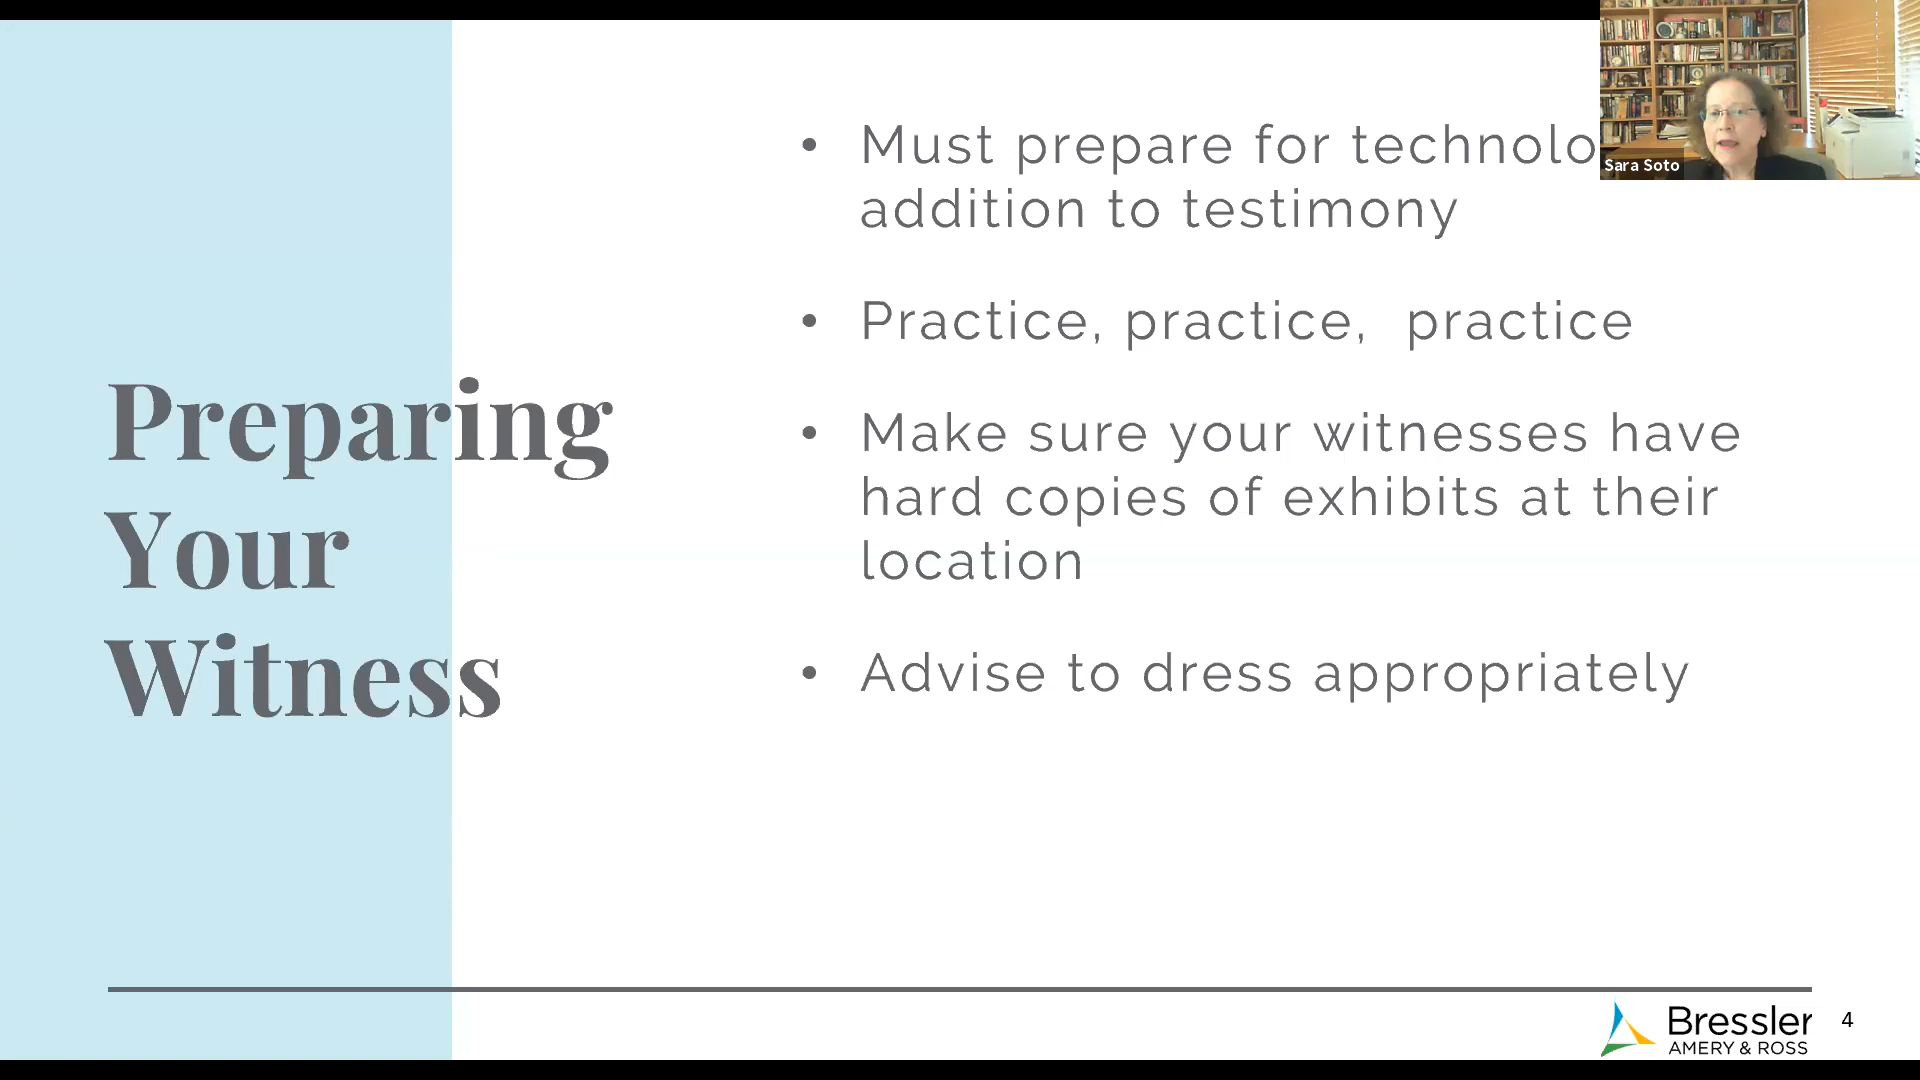 Preparing
Your
Witness
• Must prepare for technolo
addition to testimony
• Practice, practice,  practice
• Make sure your witnesses have
hard copies of exhibits at their
location
• Advise to dress appropriately
Sara Soto
Bressler
AMERY & ROSS
4